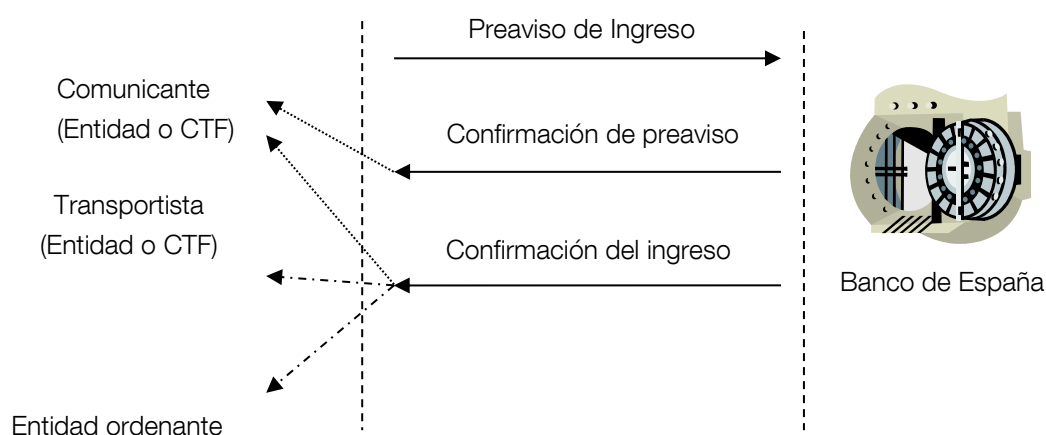 Preaviso de Ingreso
Comunicante
(Entidad o CTF)
Confirmación de preaviso
Transportista
(Entidad o CTF)
Confirmación del ingreso
Banco de España
Entidad ordenante